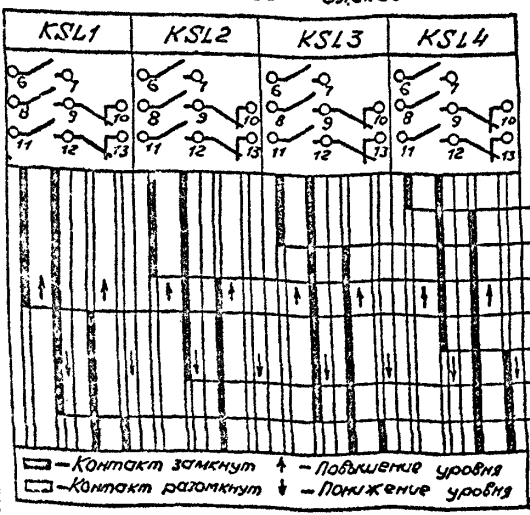 KSL1 KSL2 KSL3 KSL4
6 7 6 7 6 7 6 7
8 9 10 8 9 10 8 9 10 8 9 10
11 12 13 11 12 13 11 12 13 11 12 13
- Контакт замкнут - Повышение уровня
- Контакт разомкнут - Понижение уровня